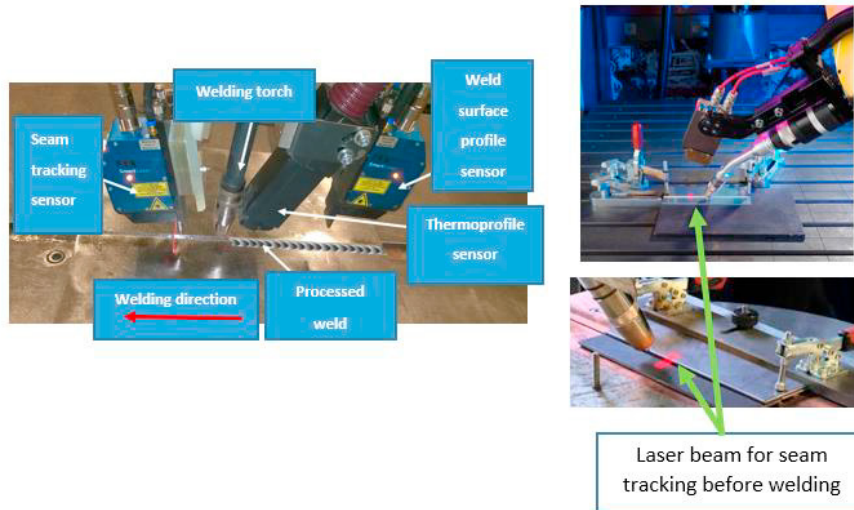 Welding torch
Weld
surface
profile
sensor
Seam
tracking
sensor
Thermoprofile
sensor
Welding direction
Processed
weld
Laser beam for seam
tracking before welding